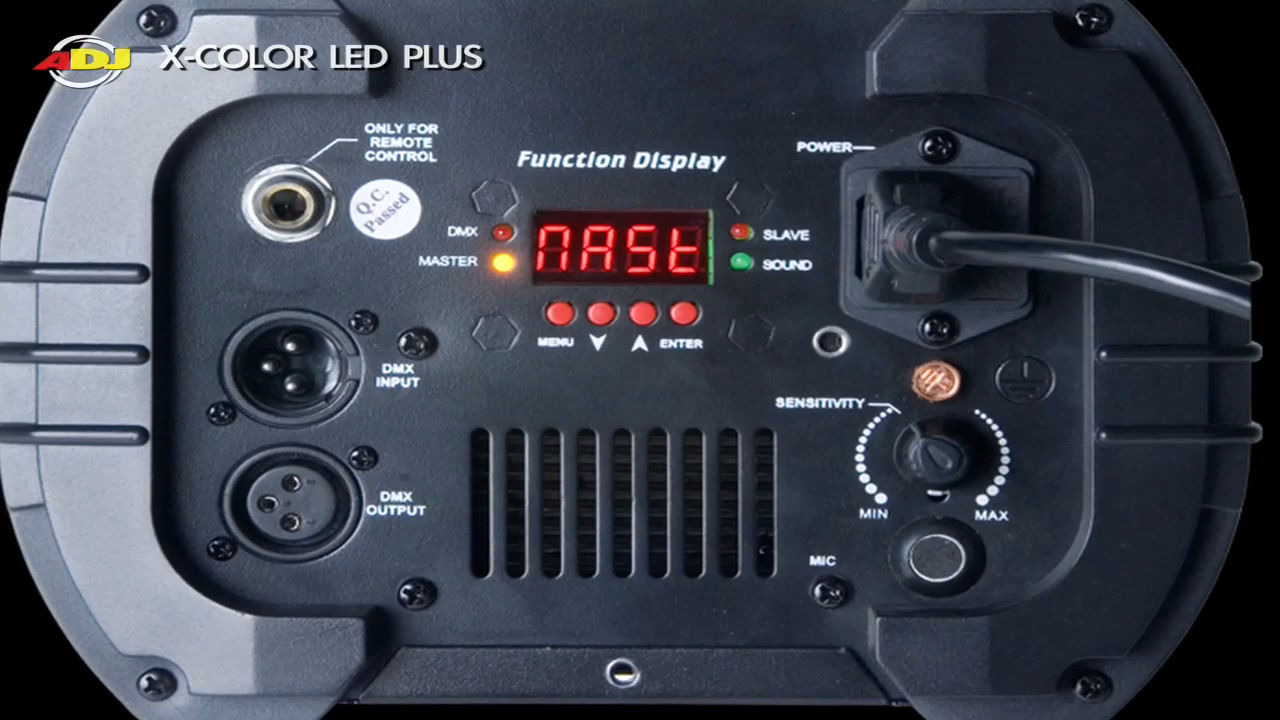 ADJ X-COLOR LED PLUS
ONLY FOR
REMOTE
CONTROL
Q.C.
Passed
Function Display
POWER
DMX
MASTER
MASt
SLAVE
SOUND
MENU
ENTER
DMX
INPUT
SENSITIVITY
MIN
MAX
DMX
OUTPUT
MIC